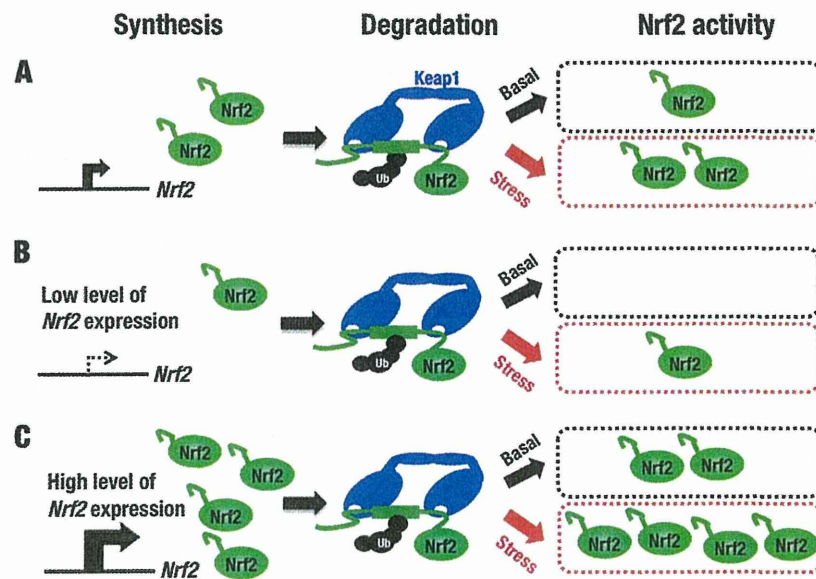 Synthesis Degradation Nrf2 activity
A
Nrf2
Nrf2
Nrf2
Keap1
Ub
Nrf2
Basal
Stress
Nrf2
Nrf2 Nrf2
B
Low level of
Nrf2 expression
Nrf2
Nrf2
Ub
Nrf2
Basal
Stress
Nrf2
C
High level of
Nrf2 expression
Nrf2
Nrf2
Nrf2
Nrf2
Nrf2
Ub
Nrf2
Basal
Stress
Nrf2 Nrf2
Nrf2 Nrf2 Nrf2 Nrf2